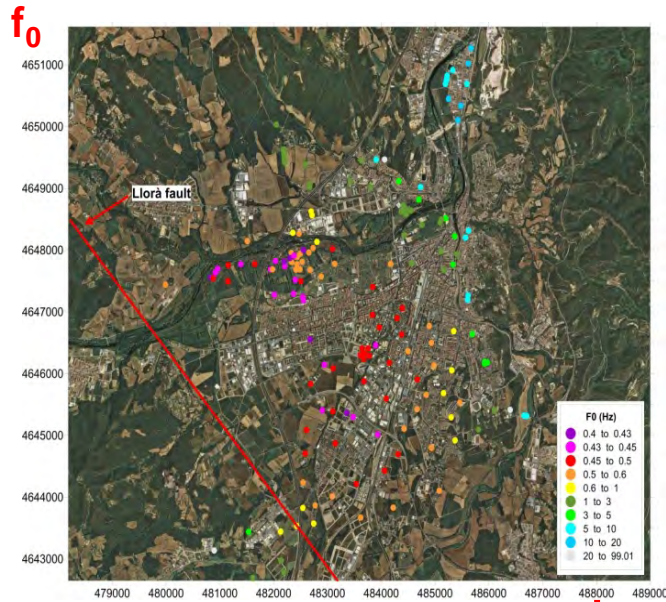 f0
4651000
4650000
4649000
4648000
4647000
4646000
4645000
4644000
4643000
Llorà fault
F0 (Hz)
0.4 to 0.43
0.43 to 0.45
0.45 to 0.5
0.5 to 0.6
0.6 to 1
1 to 3
3 to 5
5 to 10
10 to 20
20 to 99.01
479000 480000 481000 482000 483000 484000 485000 486000 487000 488000 489000